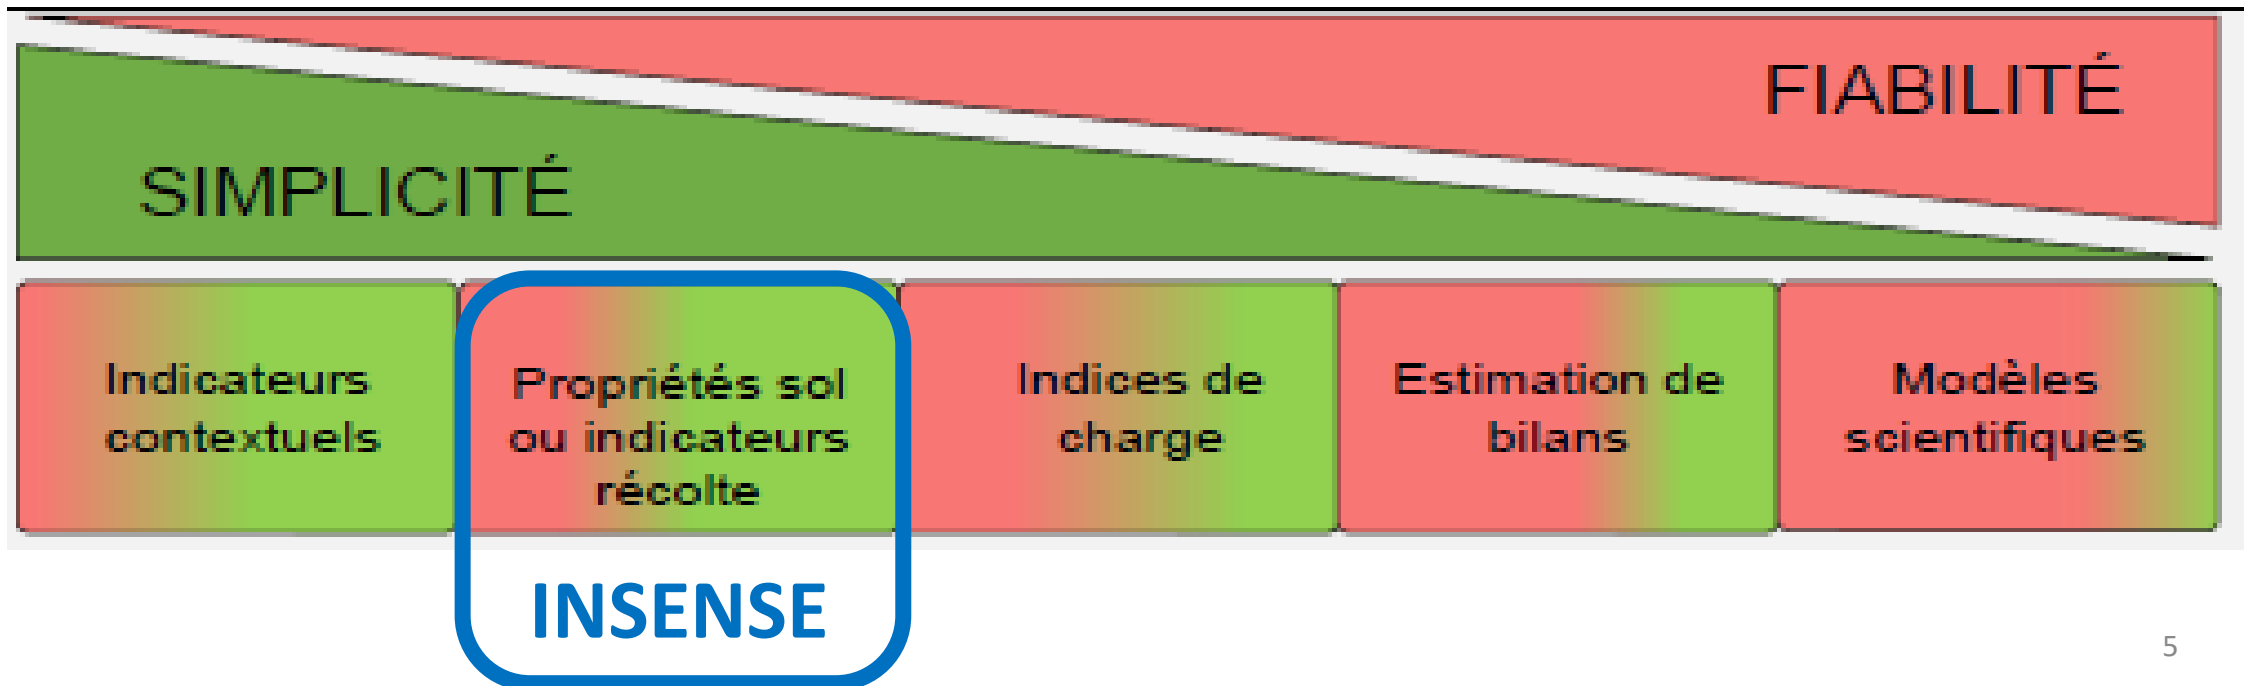 FIABILITÉ
SIMPLICITÉ
Indicateurs
contextuels
Propriétés sol
ou indicateurs
récolte
Indices de
charge
Estimation de
bilans
Modèles
scientifiques
INSENSE
5